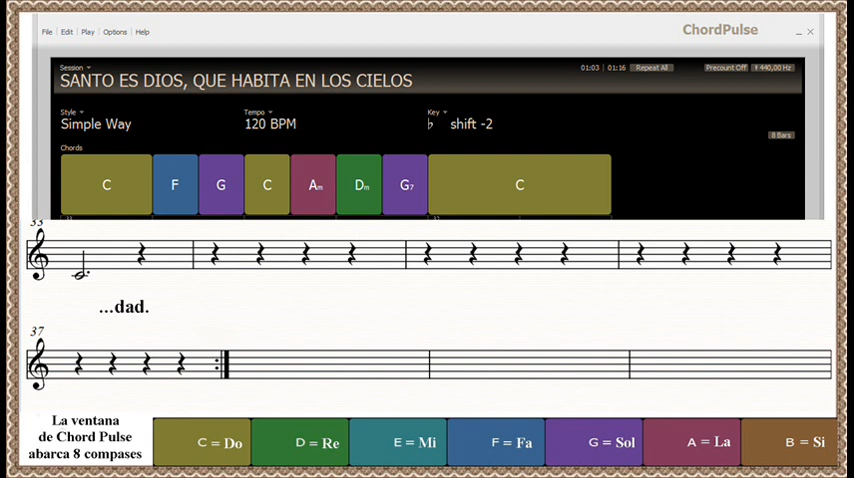 File Edit Play Options Help
ChordPulse
Session
01:03 01:16 Repeat All Precount Off 440,00 Hz
SANTO ES DIOS, QUE HABITA EN LOS CIELOS
Style Tempo Key
Simple Way 120 BPM ♭ shift -2
8 Bars
Chords
C F G C Am Dm G7 C
33
...dad.
37
La ventana
de Chord Pulse
abarca 8 compases
C = Do D = Re E = Mi F = Fa G = Sol A = La B = Si